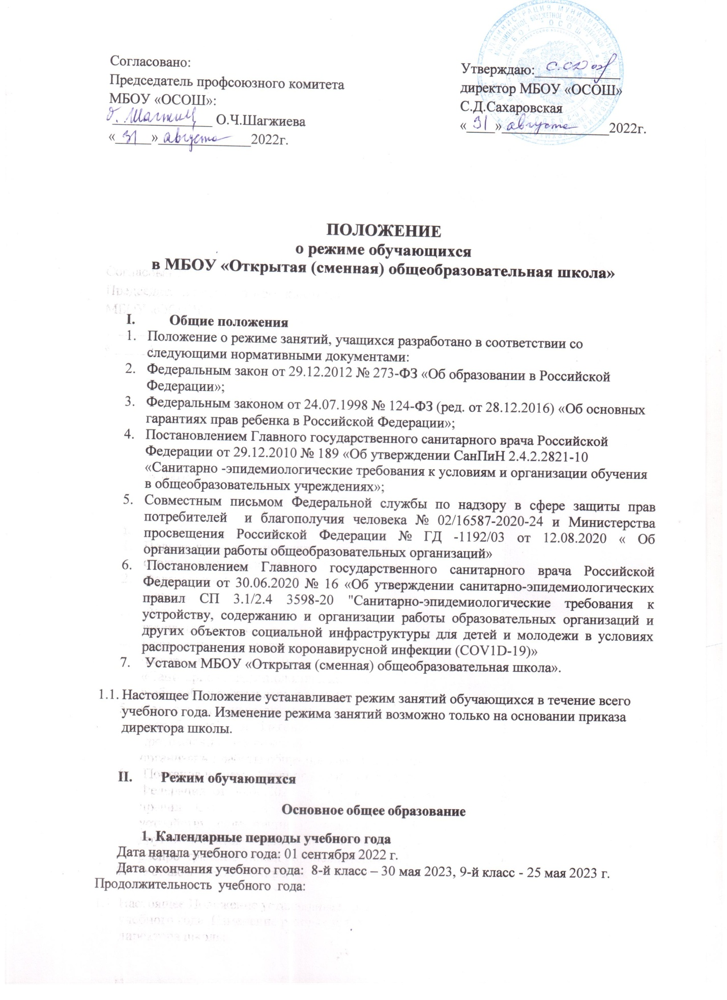 Согласовано:
Председатель профсоюзного комитета
МБОУ «ОСОШ»:
О.Ч.Шагжиева
«31» августа 2022г.
Утверждаю:
директор МБОУ «ОСОШ»
С.Д.Сахаровская
«31» августа 2022г.
ПОЛОЖЕНИЕ
о режиме обучающихся
в МБОУ «Открытая (сменная) общеобразовательная школа»
I. Общие положения
1. Положение о режиме занятий, учащихся разработано в соответствии со
следующими нормативными документами:
2. Федеральным закон от 29.12.2012 № 273-ФЗ «Об образовании в Российской
Федерации»;
3. Федеральным законом от 24.07.1998 № 124-ФЗ (ред. от 28.12.2016) «Об основных
гарантиях прав ребенка в Российской Федерации»;
4. Постановлением Главного государственного санитарного врача Российской
Федерации от 29.12.2010 № 189 «Об утверждении СанПиН 2.4.2.2821-10
«Санитарно -эпидемиологические требования к условиям и организации обучения
в общеобразовательных учреждениях»;
5. Совместным письмом Федеральной службы по надзору в сфере защиты прав
потребителей и благополучия человека № 02/16587-2020-24 и Министерства
просвещения Российской Федерации № ГД -1192/03 от 12.08.2020 « Об
организации работы общеобразовательных организаций»
6. Постановлением Главного государственного санитарного врача Российской
Федерации от 30.06.2020 № 16 «Об утверждении санитарно-эпидемиологических
правил СП 3.1/2.4 3598-20 "Санитарно-эпидемиологические требования к
устройству, содержанию и организации работы образовательных организаций и
других объектов социальной инфраструктуры для детей и молодежи в условиях
распространения новой коронавирусной инфекции (COV1D-19)»
7. Уставом МБОУ «Открытая (сменная) общеобразовательная школа».
1.1. Настоящее Положение устанавливает режим занятий обучающихся в течение всего
учебного года. Изменение режима занятий возможно только на основании приказа
директора школы.
II. Режим обучающихся
Основное общее образование
1. Календарные периоды учебного года
Дата начала учебного года: 01 сентября 2022 г.
Дата окончания учебного года: 8-й класс – 30 мая 2023, 9-й класс - 25 мая 2023 г.
Продолжительность учебного года: